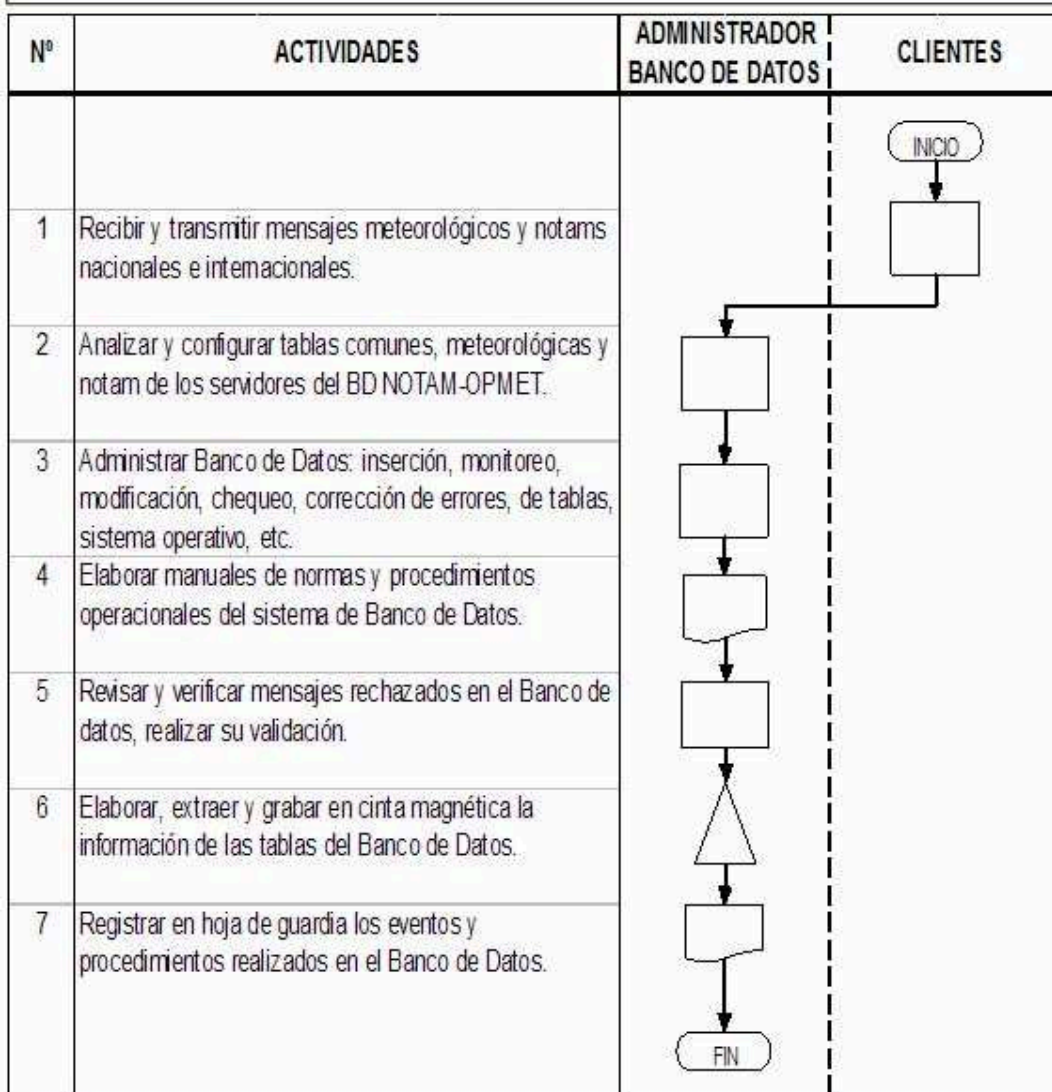 Nº
ACTIVIDADES
ADMINISTRADOR
BANCO DE DATOS
CLIENTES
INICIO
1
Recibir y transmitir mensajes meteorológicos y notams
nacionales e internacionales.
2
Analizar y configurar tablas comunes, meteorológicas y
notam de los servidores del BD NOTAM-OPMET.
3
Administrar Banco de Datos: inserción, monitoreo,
modificación, chequeo, corrección de errores, de tablas,
sistema operativo, etc.
4
Elaborar manuales de normas y procedimientos
operacionales del sistema de Banco de Datos.
5
Revisar y verificar mensajes rechazados en el Banco de
datos, realizar su validación.
6
Elaborar, extraer y grabar en cinta magnética la
información de las tablas del Banco de Datos.
7
Registrar en hoja de guardia los eventos y
procedimientos realizados en el Banco de Datos.
FIN